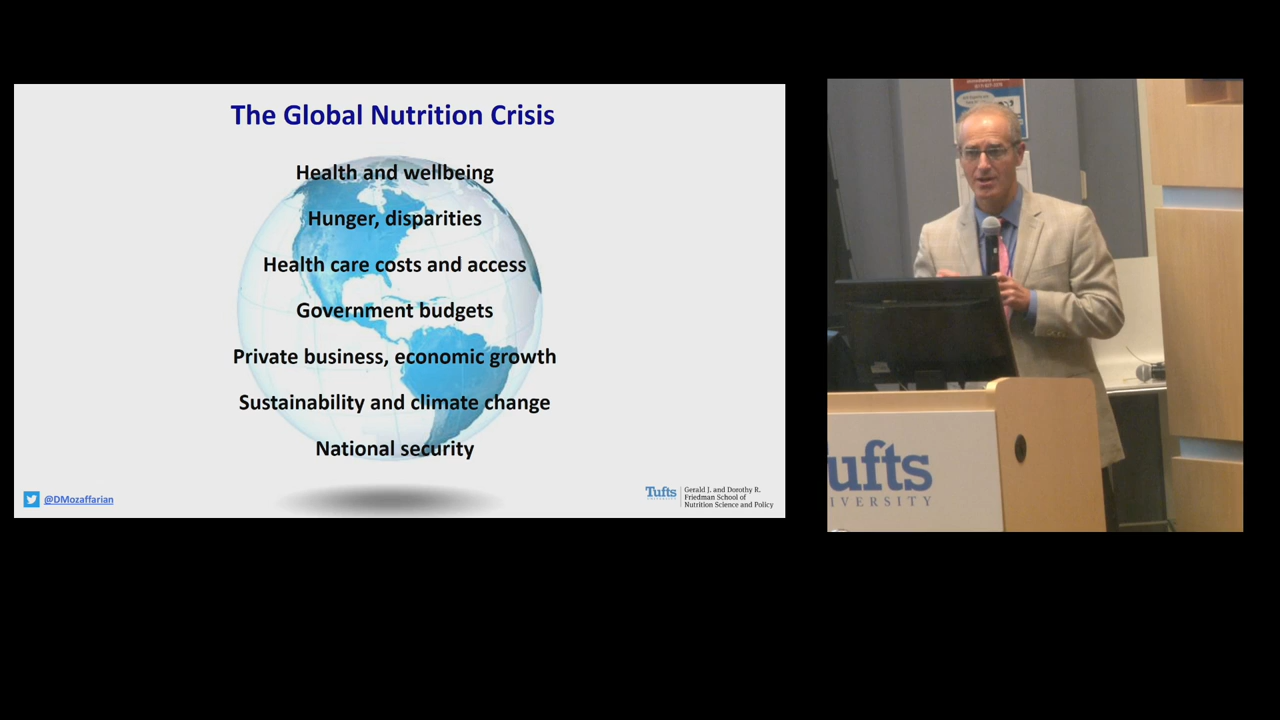 The Global Nutrition Crisis
Health and wellbeing
Hunger, disparities
Health care costs and access
Government budgets
Private business, economic growth
Sustainability and climate change
National security
@DMozaffarian
Tufts
UNIVERSITY
Gerald J. and Dorothy R.
Friedman School of
Nutrition Science and Policy
ufts
IVERSITY